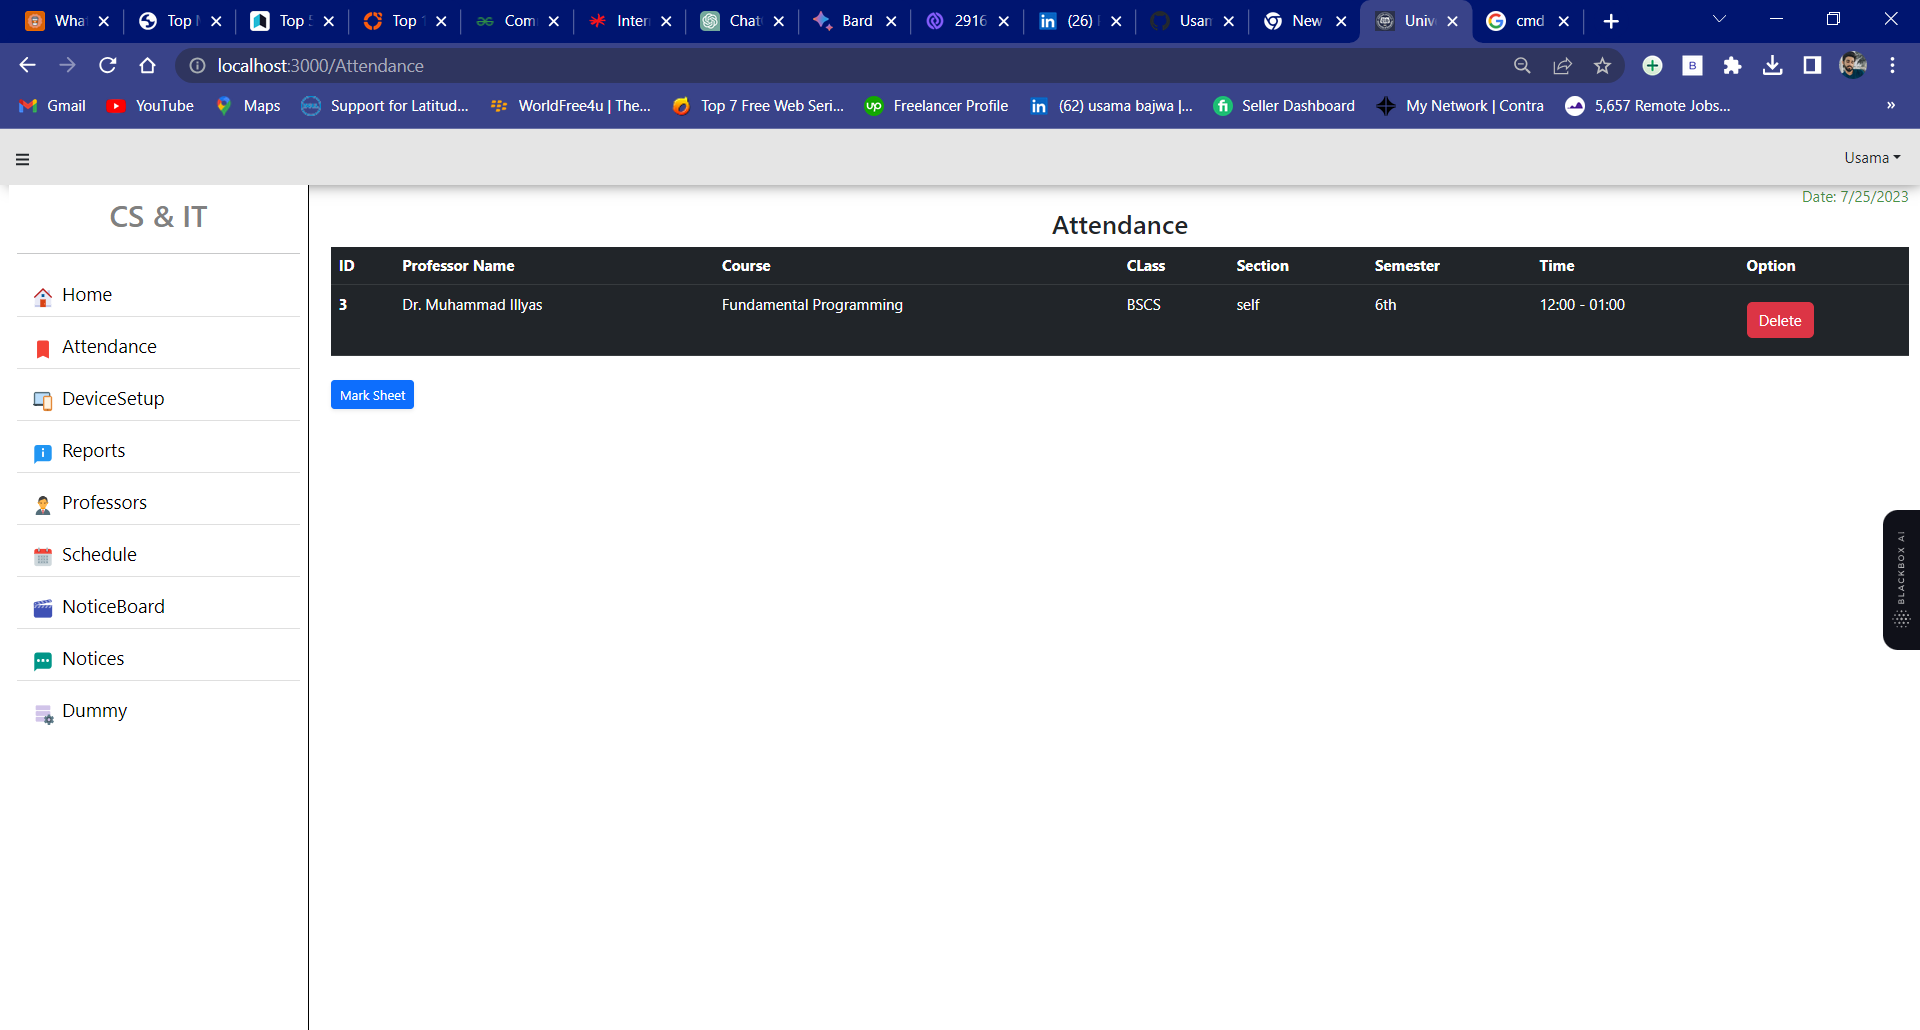 What Top Top Top Com Inter Chat Bard 2916 (26) Usam New Univ cmd
localhost:3000/Attendance
Gmail YouTube Maps Support for Latitud... WorldFree4u | The... Top 7 Free Web Seri... Freelancer Profile (62) usama bajwa |... Seller Dashboard My Network | Contra 5,657 Remote Jobs... »
Usama
Date: 7/25/2023
CS & IT
Home
Attendance
DeviceSetup
Reports
Professors
Schedule
NoticeBoard
Notices
Dummy
Attendance
ID Professor Name Course CLass Section Semester Time Option
3 Dr. Muhammad Illyas Fundamental Programming BSCS self 6th 12:00 - 01:00 Delete
Mark Sheet
BLACKBOX AI